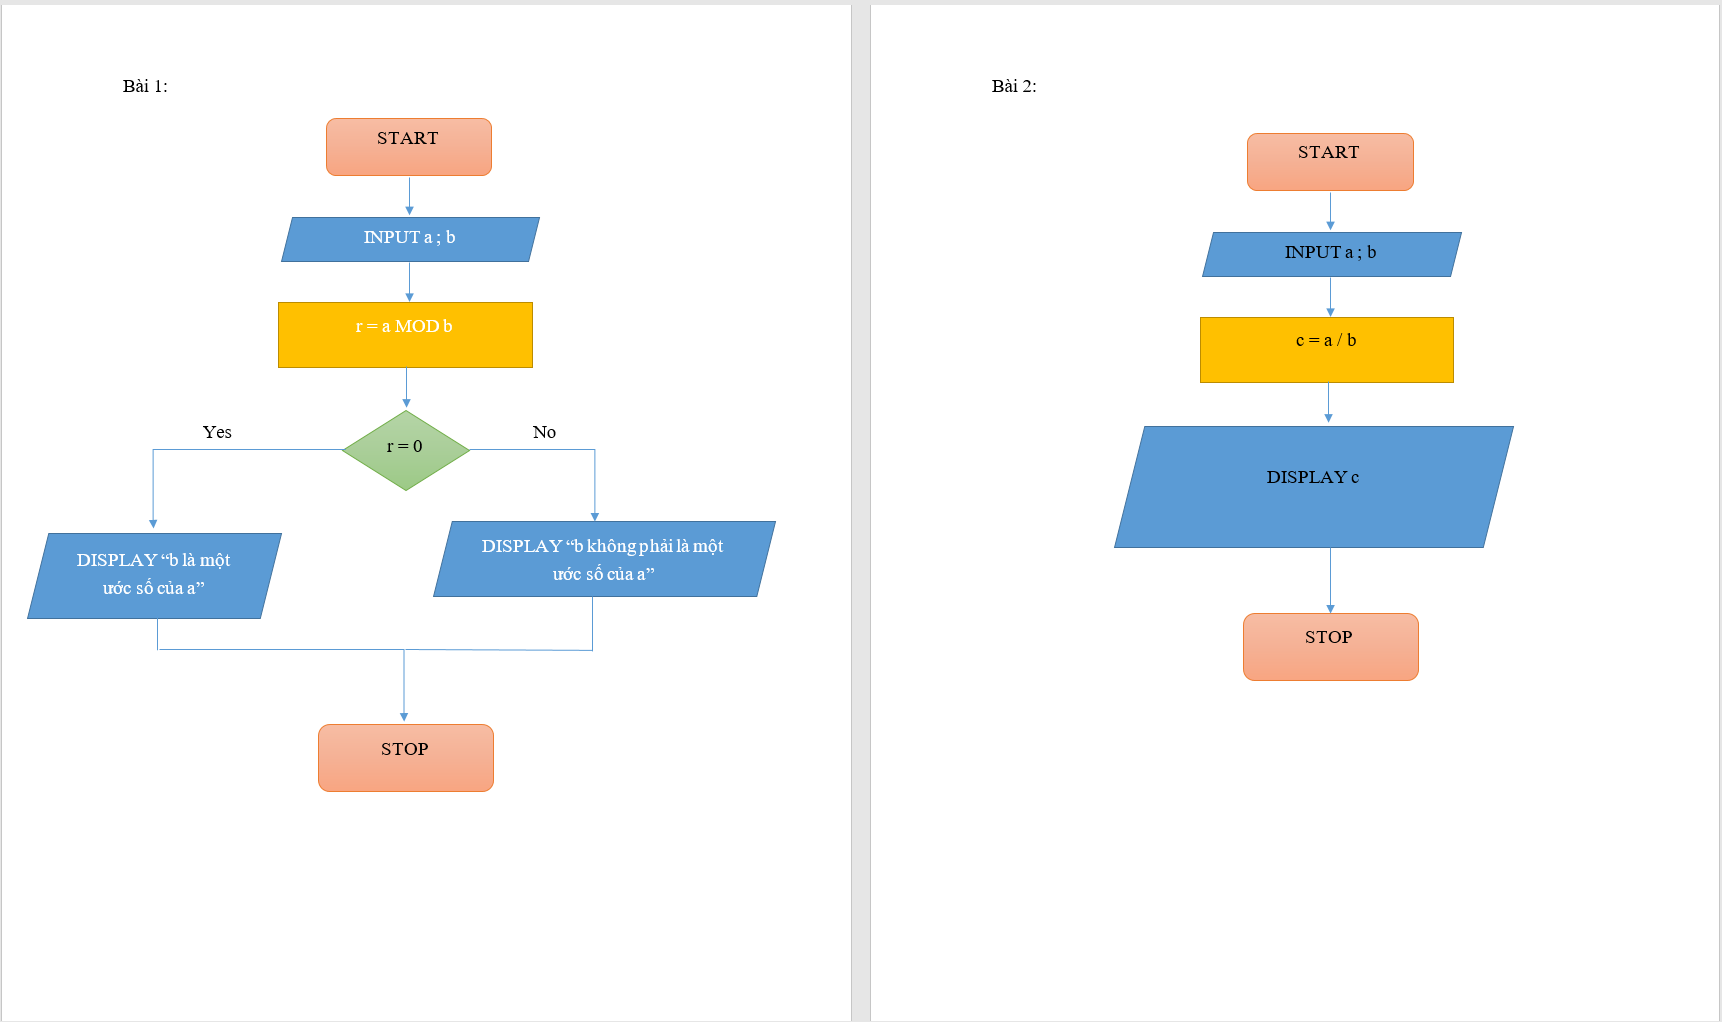 Bài 1:
START
INPUT a ; b
r = a MOD b
r = 0
Yes
No
DISPLAY “b là một
ước số của a”
DISPLAY “b không phải là một
ước số của a”
STOP
Bài 2:
START
INPUT a ; b
c = a / b
DISPLAY c
STOP